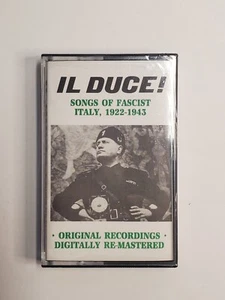 IL DUCE!
SONGS OF FASCIST
ITALY, 1922-1943
· ORIGINAL RECORDINGS ·
DIGITALLY RE-MASTERED